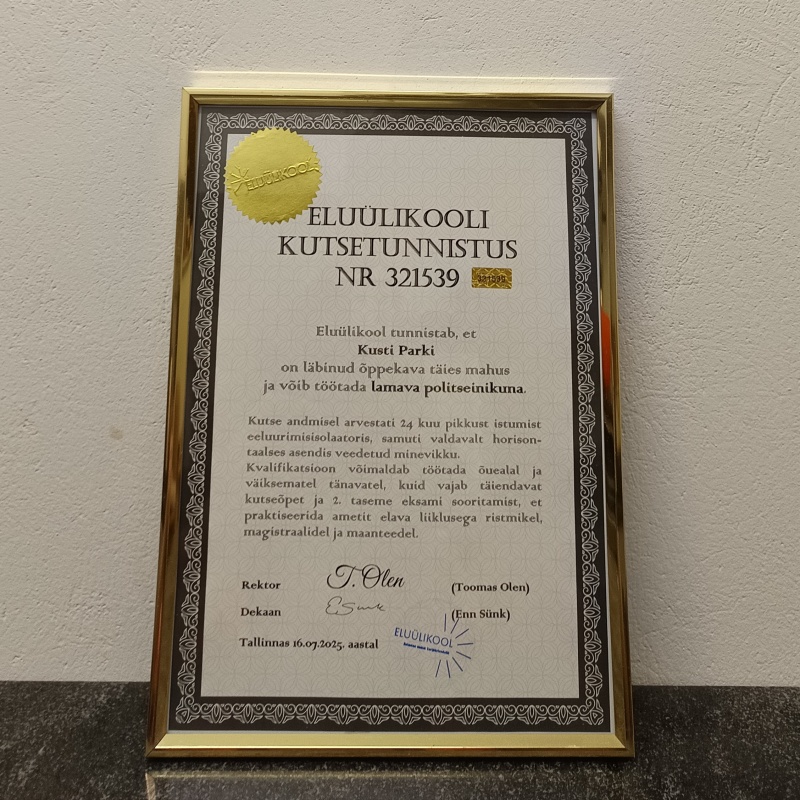 ELUÜLIKOOL
ELUÜLIKOOLI
KUTSETUNNISTUS
NR 321539
321539
Eluülikool tunnistab, et
Kusti Parki
on läbinud õppekava täies mahus
ja võib töötada lamava politseinikuna.
Kutse andmisel arvestati 24 kuu pikkust istumist
eeluurimisisolaatoris, samuti valdavalt horison-
taalses asendis veedetud minevikku.
Kvalifikatsioon võimaldab töötada õuealal ja
väiksematel tänavatel, kuid vajab täiendavat
kutseõpet ja 2. taseme eksami sooritamist, et
praktiseerida ametit elava liiklusega ristmikel,
magistraalidel ja maanteedel.
Rektor T. Olen (Toomas Olen)
Dekaan E Sünk (Enn Sünk)
Tallinnas 16.07.2025. aastal
ELUÜLIKOOL